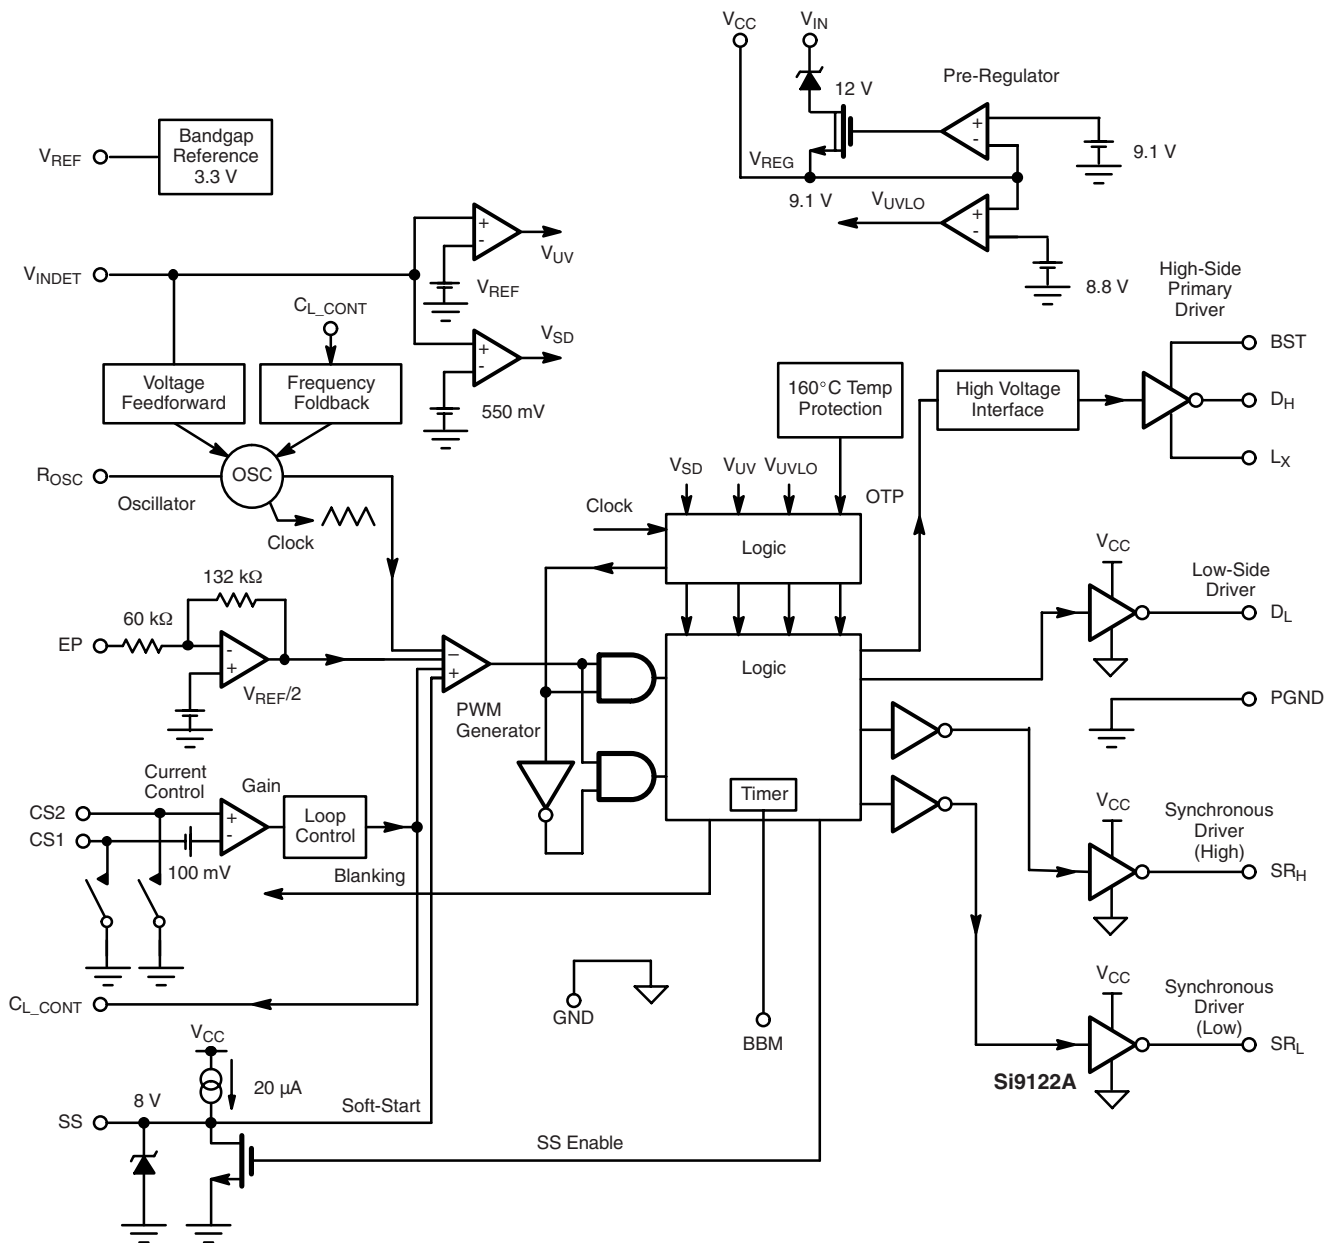 VCC
VIN
Pre-Regulator
12 V
+
-
9.1 V
VREG
9.1 V
VUVLO
+
-
8.8 V
Bandgap
Reference
3.3 V
VREF
VINDET
+
-
VUV
VREF
CL_CONT
+
-
VSD
550 mV
Voltage
Feedforward
Frequency
Foldback
ROSC
OSC
Oscillator
Clock
160°C Temp
Protection
High Voltage
Interface
High-Side
Primary
Driver
BST
DH
LX
VSD
VUV
VUVLO
OTP
Clock
Logic
132 kΩ
60 kΩ
EP
-
+
VREF/2
–
+
PWM
Generator
Logic
Timer
VCC
Low-Side
Driver
DL
PGND
Current
Control
Gain
CS2
CS1
+
-
100 mV
Loop
Control
Blanking
VCC
Synchronous
Driver
(High)
SRH
CL_CONT
GND
BBM
VCC
Synchronous
Driver
(Low)
SRL
Si9122A
VCC
20 µA
8 V
SS
Soft-Start
SS Enable